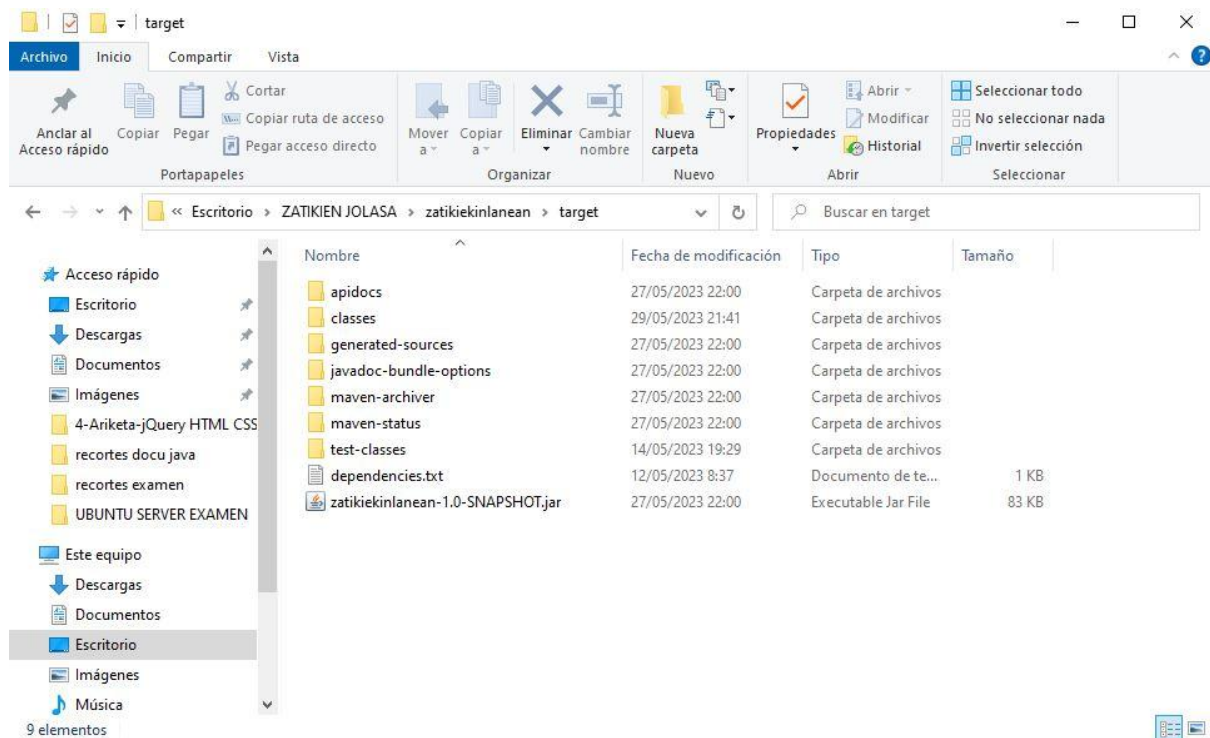 target
Archivo Inicio Compartir Vista
Anclar al Acceso rápido
Copiar
Pegar
Cortar
Copiar ruta de acceso
Pegar acceso directo
Portapapeles
Mover a
Copiar a
Eliminar
Cambiar nombre
Organizar
Nueva carpeta
Nuevo
Propiedades
Abrir
Modificar
Historial
Abrir
Seleccionar todo
No seleccionar nada
Invertir selección
Seleccionar
« Escritorio > ZATIKIEN JOLASA > zatikiekinlanean > target
Buscar en target
Acceso rápido
Escritorio
Descargas
Documentos
Imágenes
4-Ariketa-jQuery HTML CSS
recortes docu java
recortes examen
UBUNTU SERVER EXAMEN
Este equipo
Descargas
Documentos
Escritorio
Imágenes
Música
Nombre Fecha de modificación Tipo Tamaño
apidocs 27/05/2023 22:00 Carpeta de archivos
classes 29/05/2023 21:41 Carpeta de archivos
generated-sources 27/05/2023 22:00 Carpeta de archivos
javadoc-bundle-options 27/05/2023 22:00 Carpeta de archivos
maven-archiver 27/05/2023 22:00 Carpeta de archivos
maven-status 27/05/2023 22:00 Carpeta de archivos
test-classes 14/05/2023 19:29 Carpeta de archivos
dependencies.txt 12/05/2023 8:37 Documento de te... 1 KB
zatikiekinlanean-1.0-SNAPSHOT.jar 27/05/2023 22:00 Executable Jar File 83 KB
9 elementos